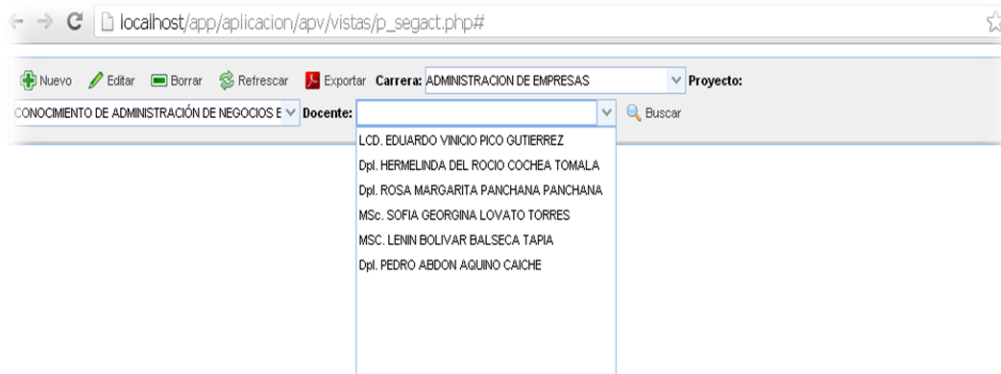 localhost/app/aplicacion/apv/vistas/p_segact.php#
Nuevo Editar Borrar Refrescar Exportar Carrera: ADMINISTRACION DE EMPRESAS Proyecto:
CONOCIMIENTO DE ADMINISTRACIÓN DE NEGOCIOS E Docente: Buscar
LCD. EDUARDO VINICIO PICO GUTIERREZ
Dpl. HERMELINDA DEL ROCIO COCHEA TOMALA
Dpl. ROSA MARGARITA PANCHANA PANCHANA
MSc. SOFIA GEORGINA LOVATO TORRES
MSC. LENIN BOLIVAR BALSECA TAPIA
Dpl. PEDRO ABDON AQUINO CAICHE